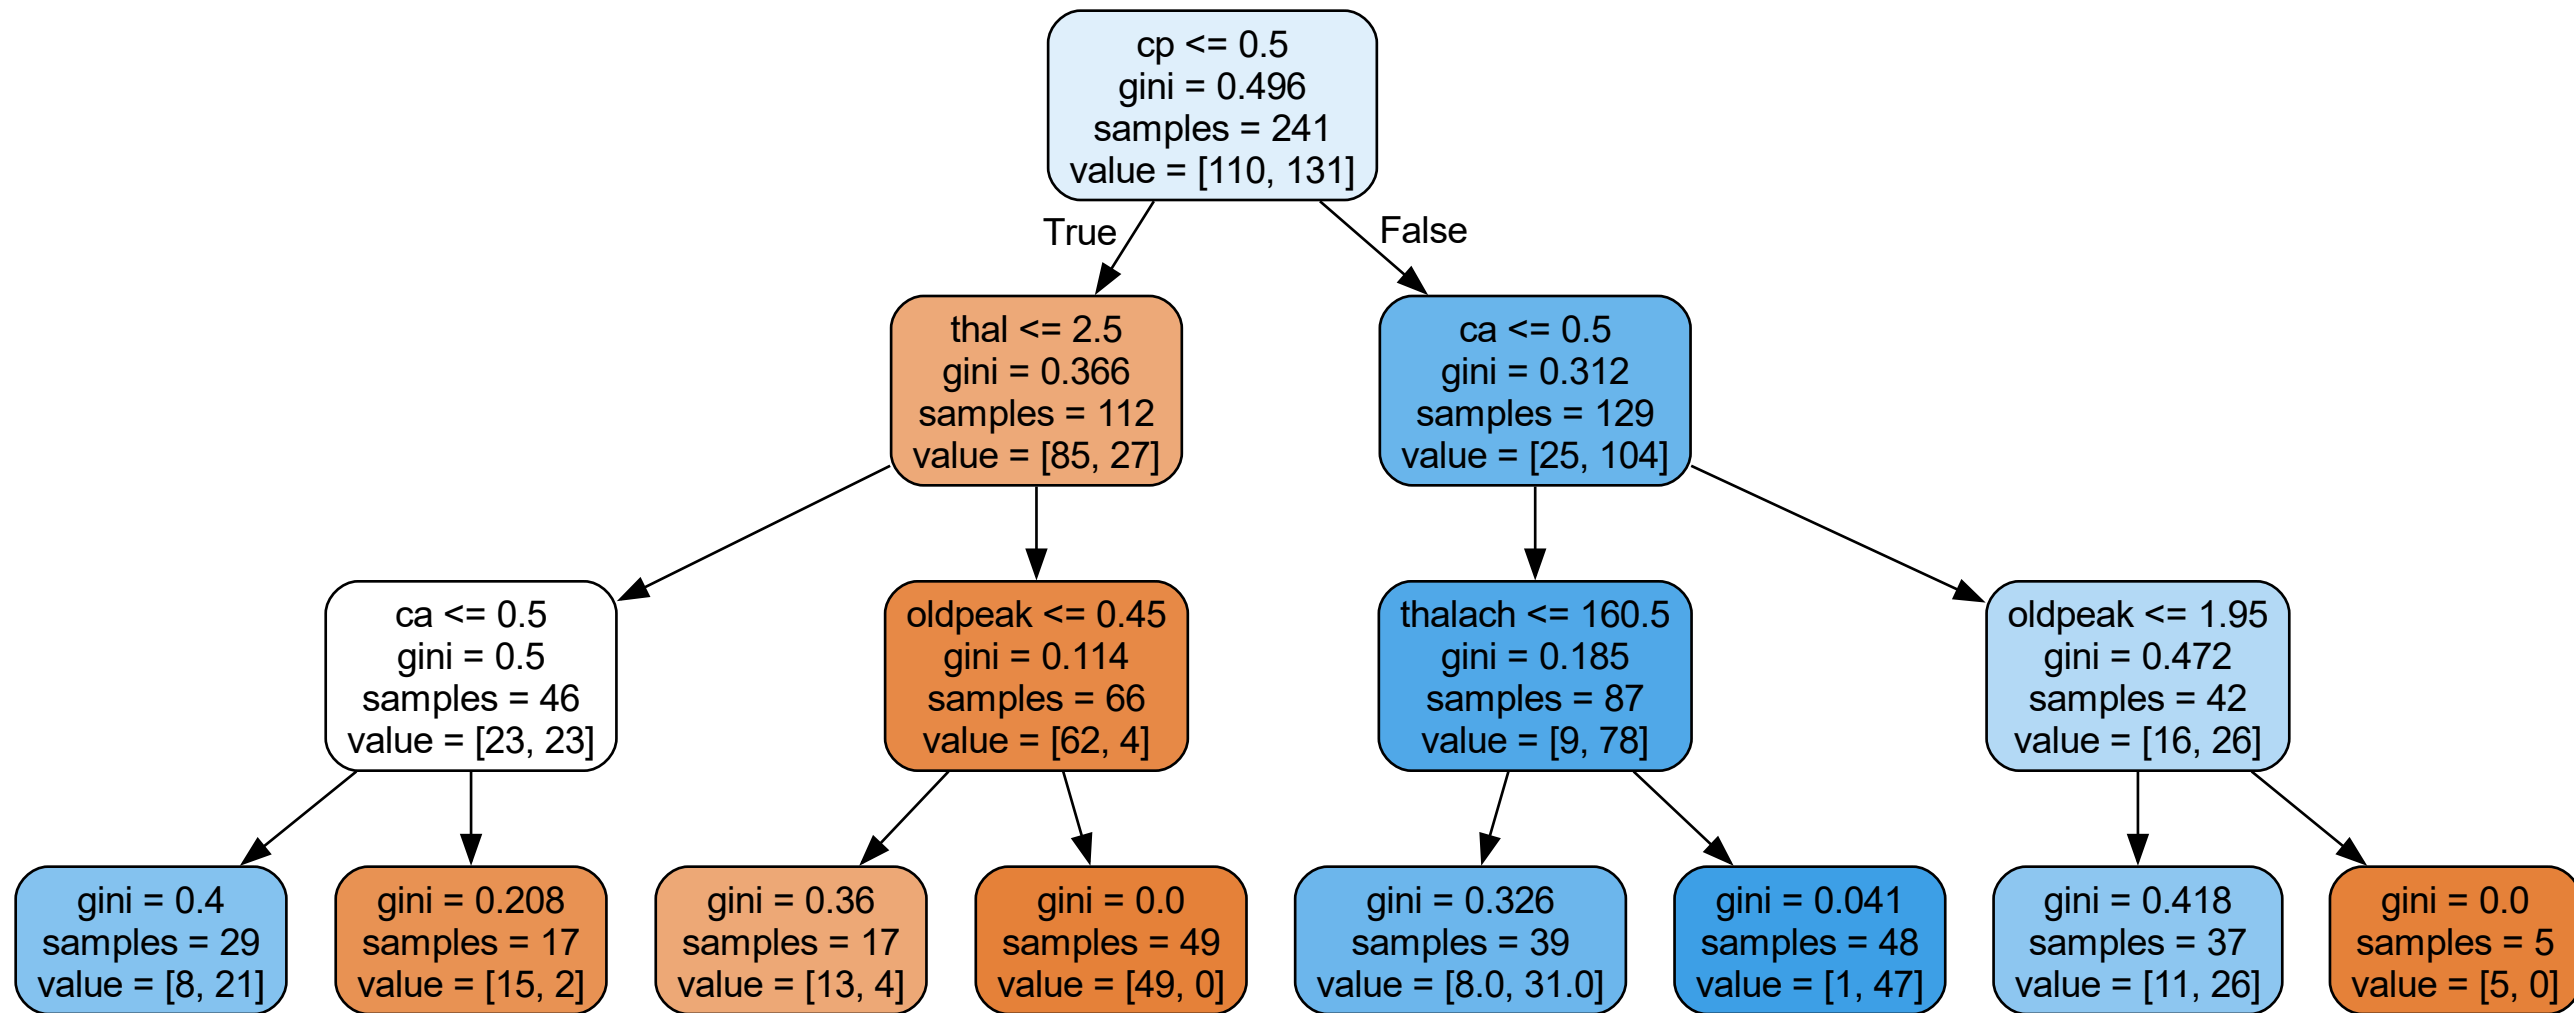 cp <= 0.5
gini = 0.496
samples = 241
value = [110, 131]
True
False
thal <= 2.5
gini = 0.366
samples = 112
value = [85, 27]
ca <= 0.5
gini = 0.312
samples = 129
value = [25, 104]
ca <= 0.5
gini = 0.5
samples = 46
value = [23, 23]
oldpeak <= 0.45
gini = 0.114
samples = 66
value = [62, 4]
thalach <= 160.5
gini = 0.185
samples = 87
value = [9, 78]
oldpeak <= 1.95
gini = 0.472
samples = 42
value = [16, 26]
gini = 0.4
samples = 29
value = [8, 21]
gini = 0.208
samples = 17
value = [15, 2]
gini = 0.36
samples = 17
value = [13, 4]
gini = 0.0
samples = 49
value = [49, 0]
gini = 0.326
samples = 39
value = [8.0, 31.0]
gini = 0.041
samples = 48
value = [1, 47]
gini = 0.418
samples = 37
value = [11, 26]
gini = 0.0
samples = 5
value = [5, 0]